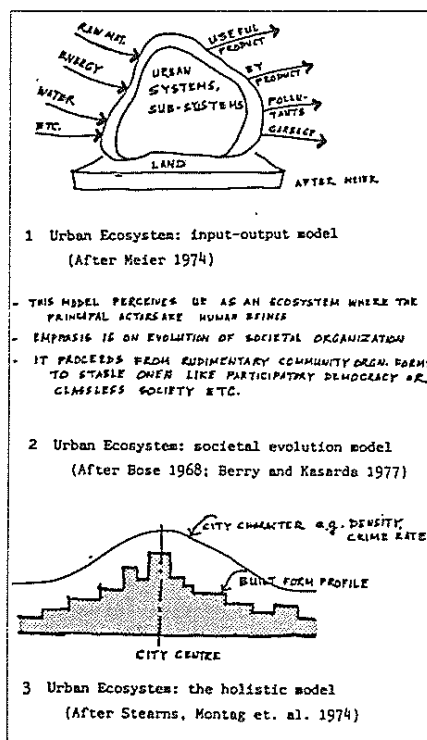 RAW MAT.
ENERGY
WATER
ETC.
URBAN
SYSTEMS,
SUB-SYSTEMS
USEFUL
PRODUCT
BY
PRODUCT
POLLU-
TANTS
GARBAGE
LAND
AFTER MEIER
1 Urban Ecosystem: input-output model
(After Meier 1974)
- THIS MODEL PERCEIVES UE AS AN ECOSYSTEM WHERE THE
PRINCIPAL ACTORS ARE HUMAN BEINGS
- EMPHASIS IS ON EVOLUTION OF SOCIETAL ORGANIZATION
- IT PROCEEDS FROM RUDIMENTARY COMMUNITY ORGN. FORMS
TO STABLE ONES LIKE PARTICIPATORY DEMOCRACY OR
CLASSLESS SOCIETY ETC.
2 Urban Ecosystem: societal evolution model
(After Bose 1968; Berry and Kasarda 1977)
CITY CHARACTER e.g. DENSITY,
CRIME RATE
BUILT FORM PROFILE
CITY CENTRE
3 Urban Ecosystem: the holistic model
(After Stearns, Montag et. al. 1974)